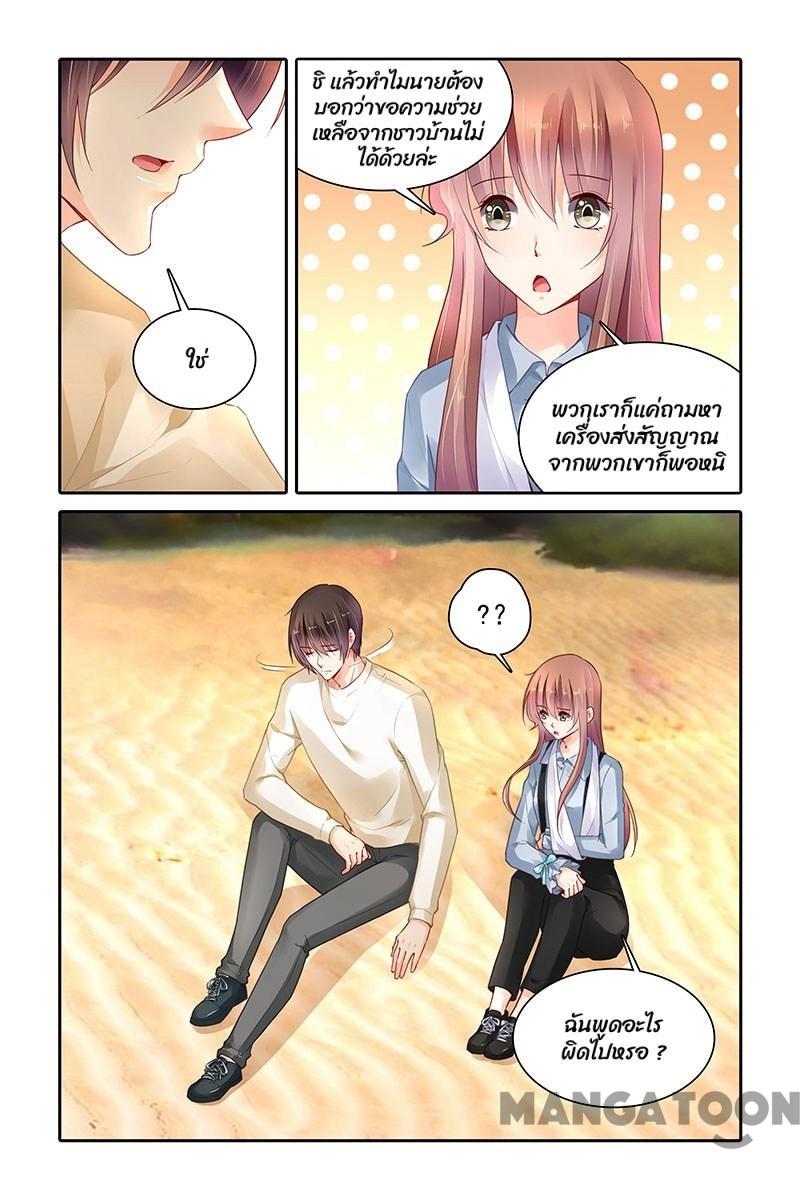 ใช่
ชิ แล้วทำไมนายต้อง
บอกว่าขอความช่วย
เหลือจากชาวบ้านไม่
ได้ด้วยล่ะ
พวกเราก็แค่ถามหา
เครื่องส่งสัญญาณ
จากพวกเขาก็พอหนิ
??
ฉันพูดอะไร
ผิดไปหรอ ?
MANGATOON